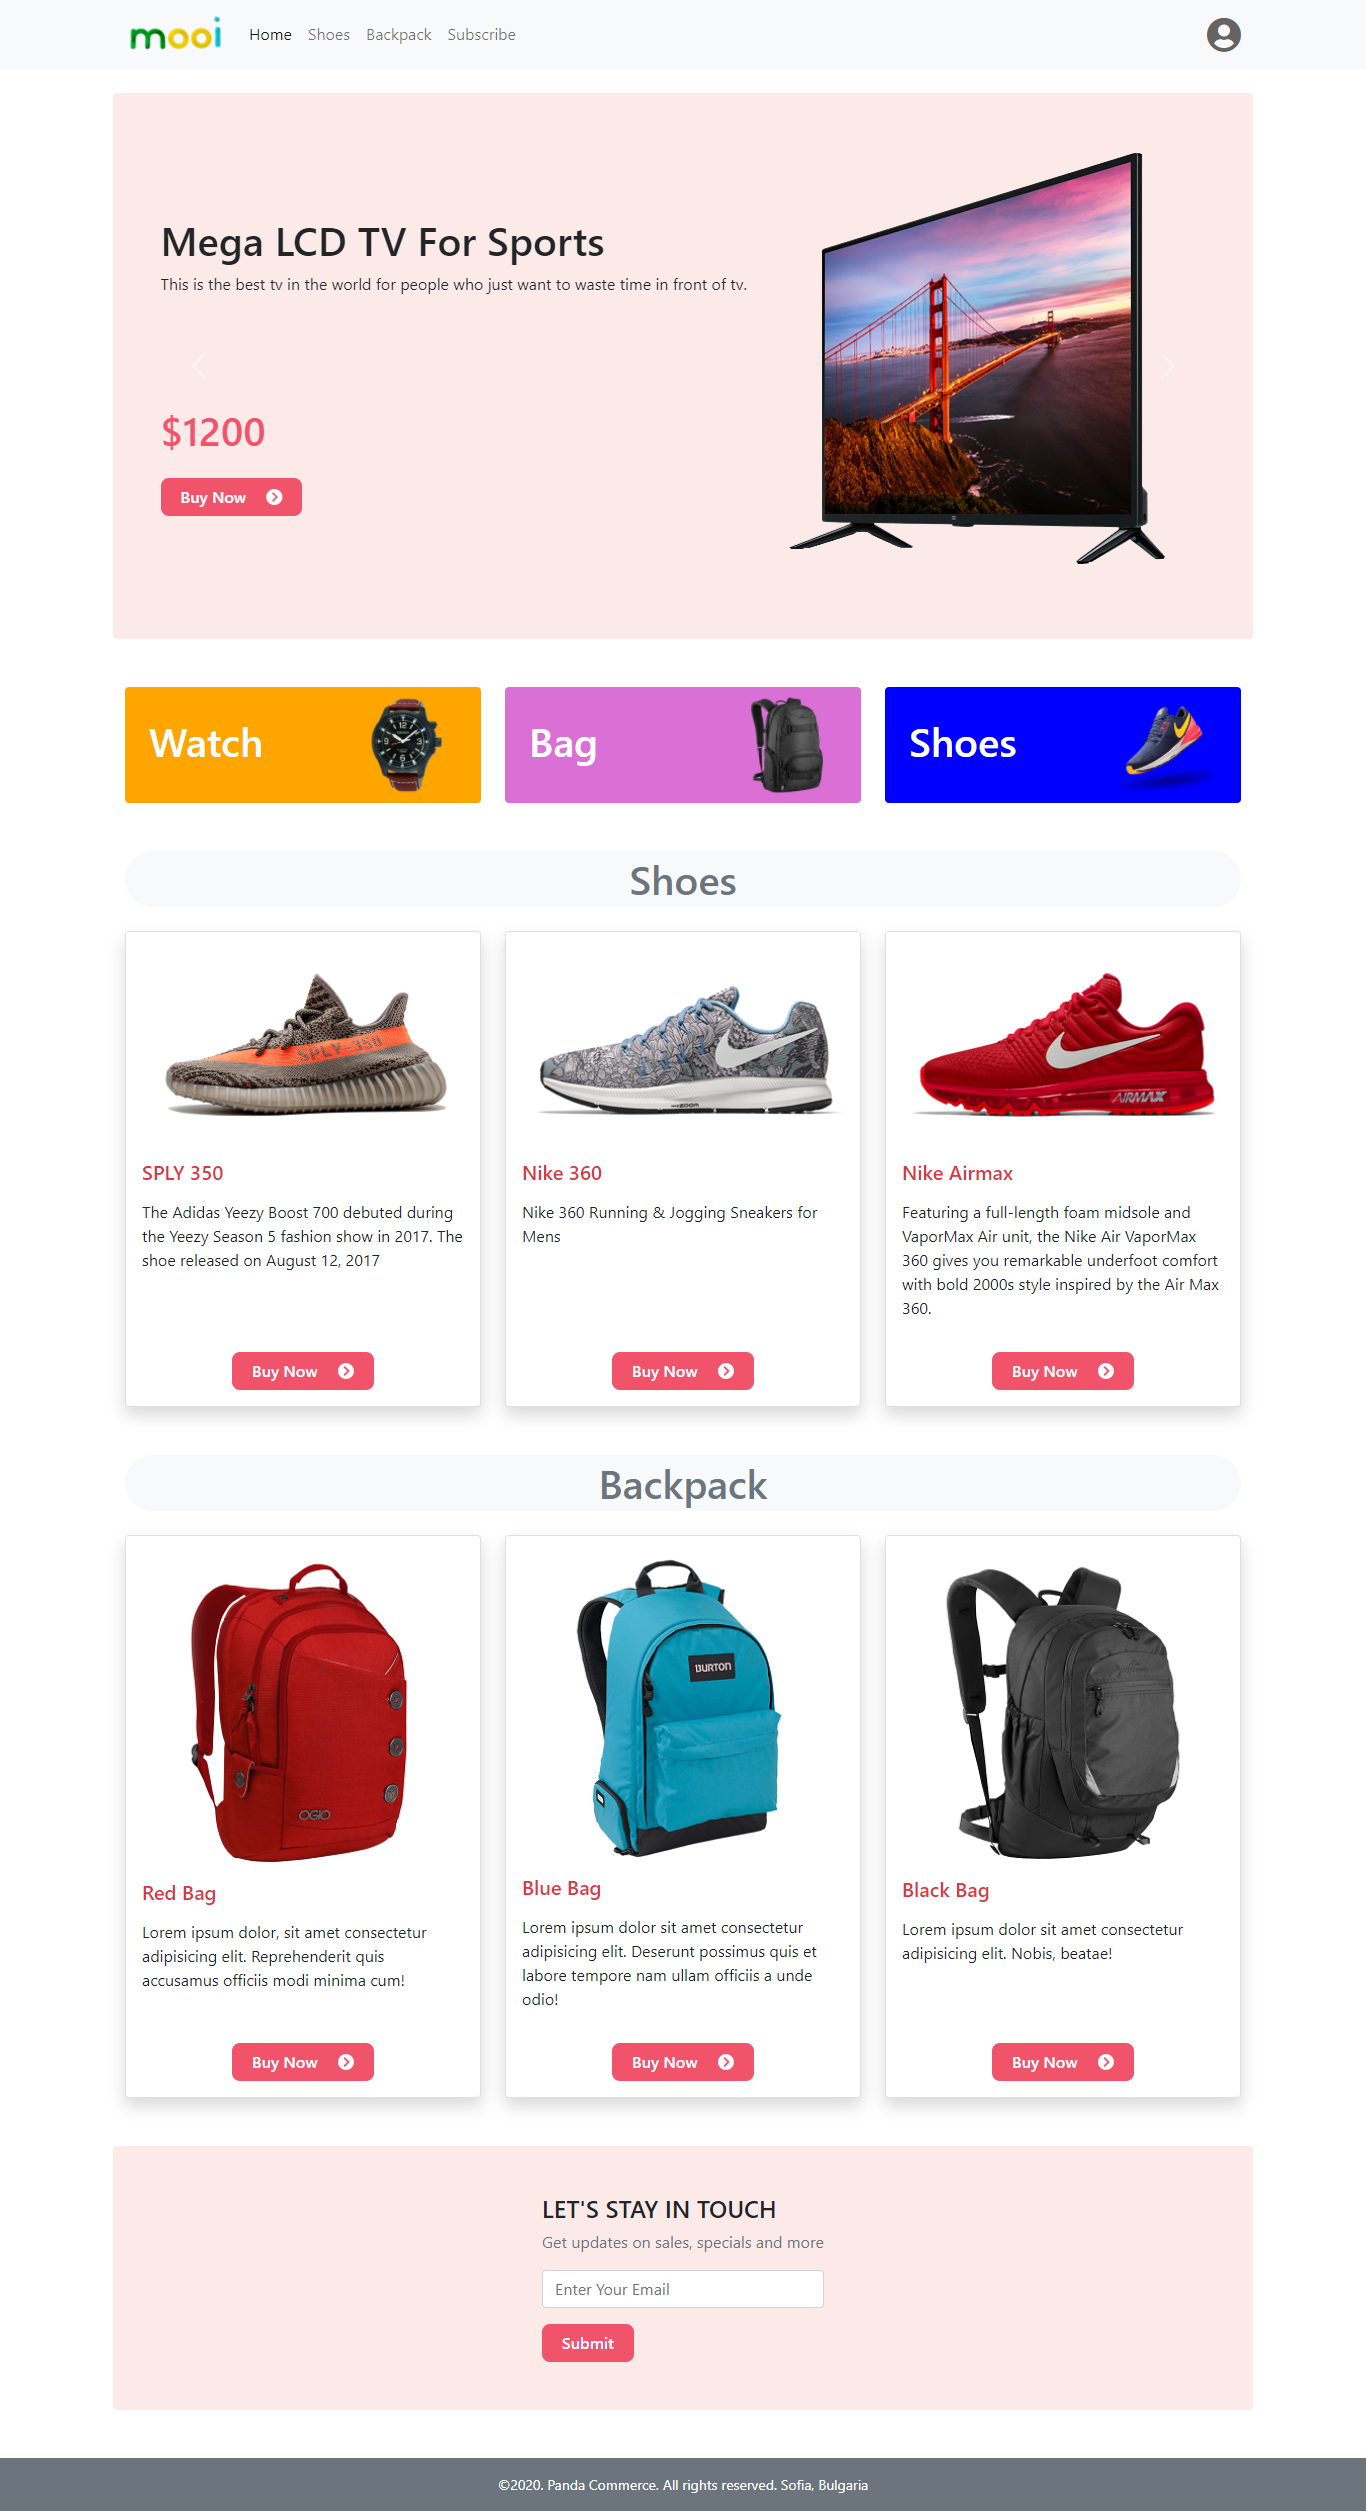 mooi Home Shoes Backpack Subscribe
Mega LCD TV For Sports
This is the best tv in the world for people who just want to waste time in front of tv.
$1200
Buy Now
Watch
Bag
Shoes
Shoes
SPLY-350
ZOOM
AIRMAX
SPLY 350
The Adidas Yeezy Boost 700 debuted during
the Yeezy Season 5 fashion show in 2017. The
shoe released on August 12, 2017
Buy Now
Nike 360
Nike 360 Running & Jogging Sneakers for
Mens
Buy Now
Nike Airmax
Featuring a full-length foam midsole and
VaporMax Air unit, the Nike Air VaporMax
360 gives you remarkable underfoot comfort
with bold 2000s style inspired by the Air Max
360.
Buy Now
Backpack
OGIO
Red Bag
Lorem ipsum dolor, sit amet consectetur
adipisicing elit. Reprehenderit quis
accusamus officiis modi minima cum!
Buy Now
BURTON
Blue Bag
Lorem ipsum dolor sit amet consectetur
adipisicing elit. Deserunt possimus quis et
labore tempore nam ullam officiis a unde
odio!
Buy Now
Black Bag
Lorem ipsum dolor sit amet consectetur
adipisicing elit. Nobis, beatae!
Buy Now
LET'S STAY IN TOUCH
Get updates on sales, specials and more
Enter Your Email
Submit
©2020. Panda Commerce. All rights reserved. Sofia, Bulgaria